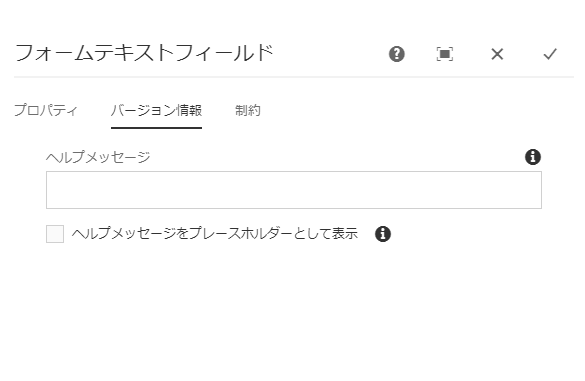 フォームテキストフィールド
プロパティ バージョン情報 制約
ヘルプメッセージ
ヘルプメッセージをプレースホルダーとして表示